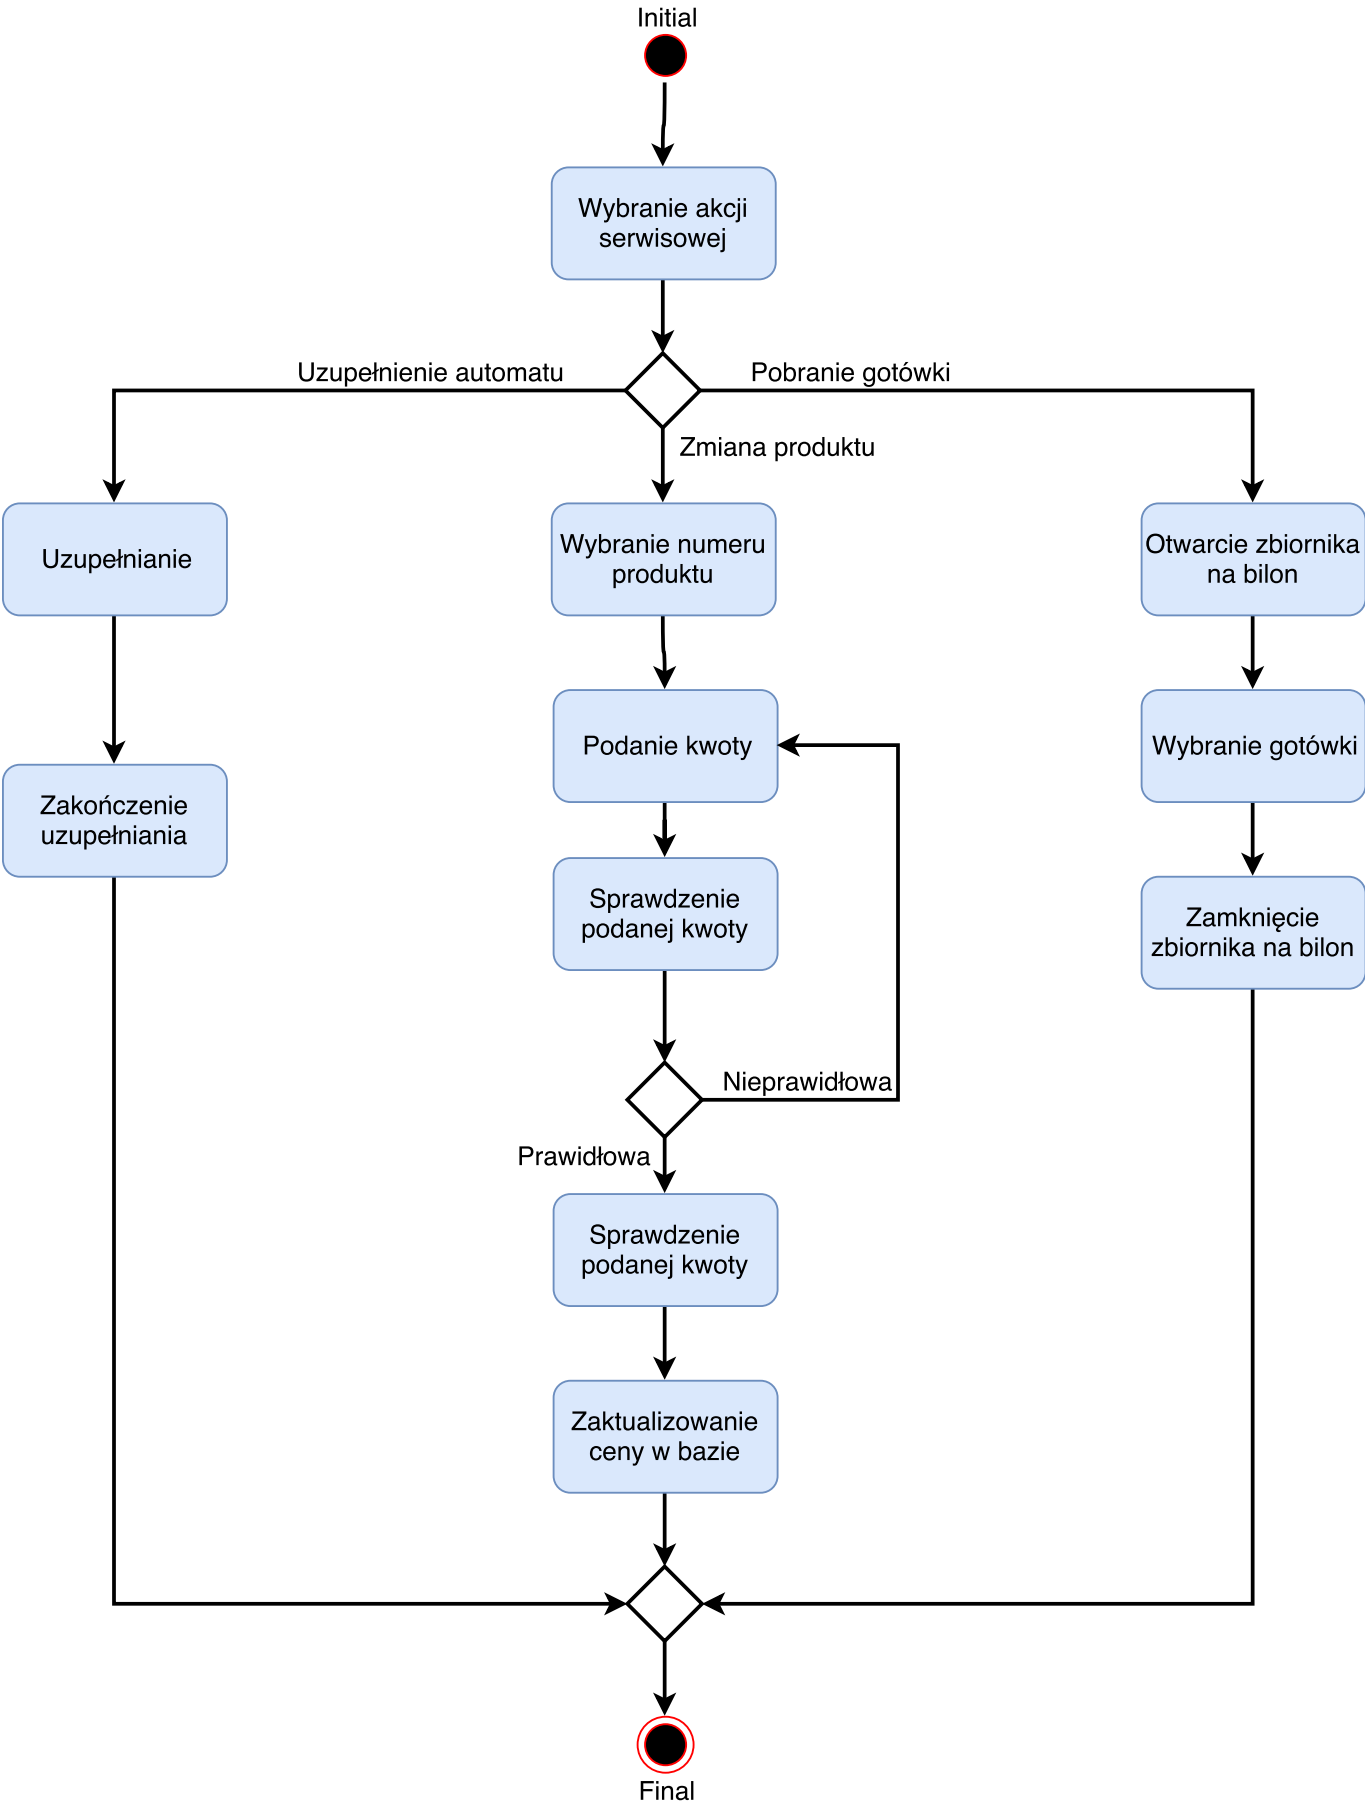 Initial
Wybranie akcji
serwisowej
Uzupełnienie automatu
Pobranie gotówki
Zmiana produktu
Uzupełnianie
Wybranie numeru
produktu
Otwarcie zbiornika
na bilon
Podanie kwoty
Wybranie gotówki
Zakończenie
uzupełniania
Sprawdzenie
podanej kwoty
Zamknięcie
zbiornika na bilon
Nieprawidłowa
Prawidłowa
Sprawdzenie
podanej kwoty
Zaktualizowanie
ceny w bazie
Final